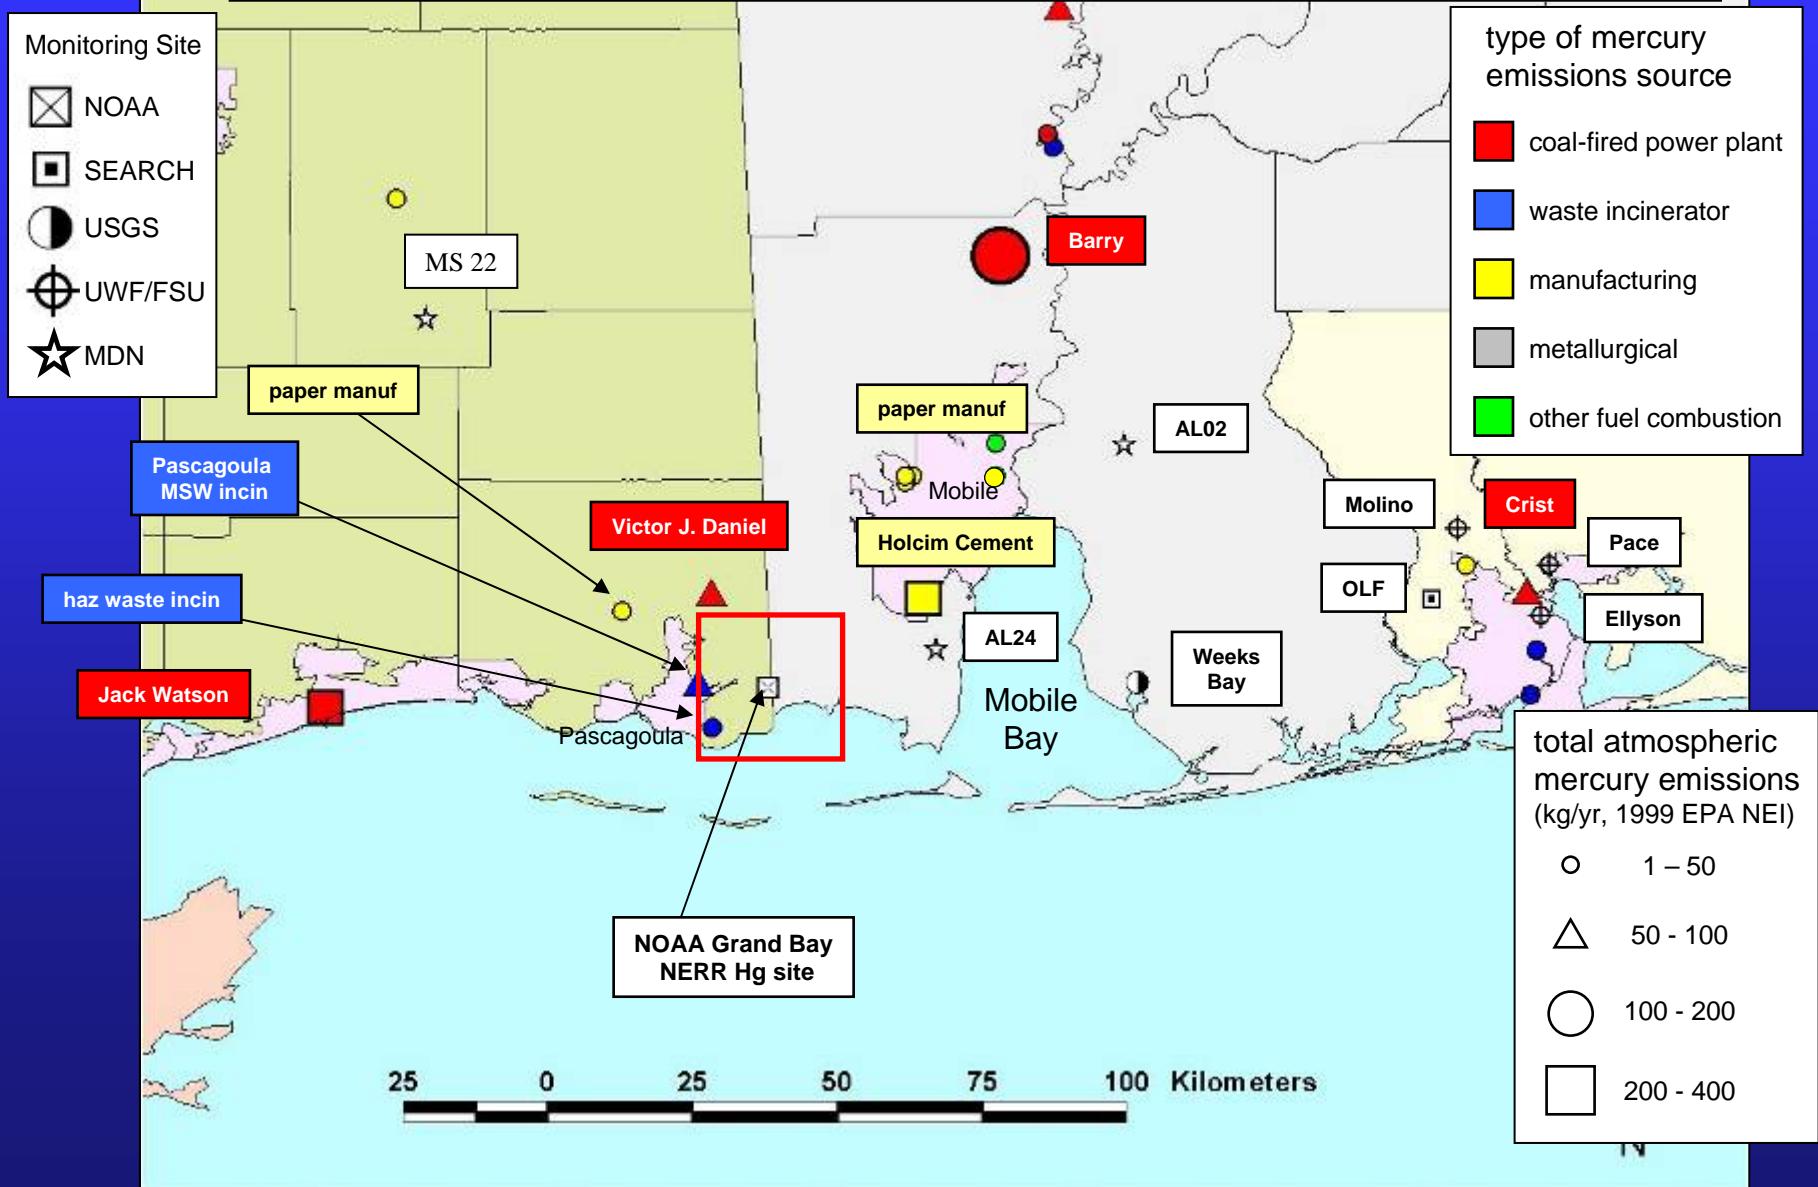 Monitoring Site
NOAA
SEARCH
USGS
UWF/FSU
MDN
type of mercury
emissions source
coal-fired power plant
waste incinerator
manufacturing
metallurgical
other fuel combustion
Barry
MS 22
paper manuf
paper manuf
AL02
Pascagoula
MSW incin
Mobile
Molino
Crist
Victor J. Daniel
Holcim Cement
Pace
haz waste incin
OLF
Ellyson
AL24
Weeks
Bay
Jack Watson
Mobile
Bay
Pascagoula
total atmospheric
mercury emissions
(kg/yr, 1999 EPA NEI)
1 – 50
50 - 100
100 - 200
200 - 400
NOAA Grand Bay
NERR Hg site
25 0 25 50 75 100 Kilometers